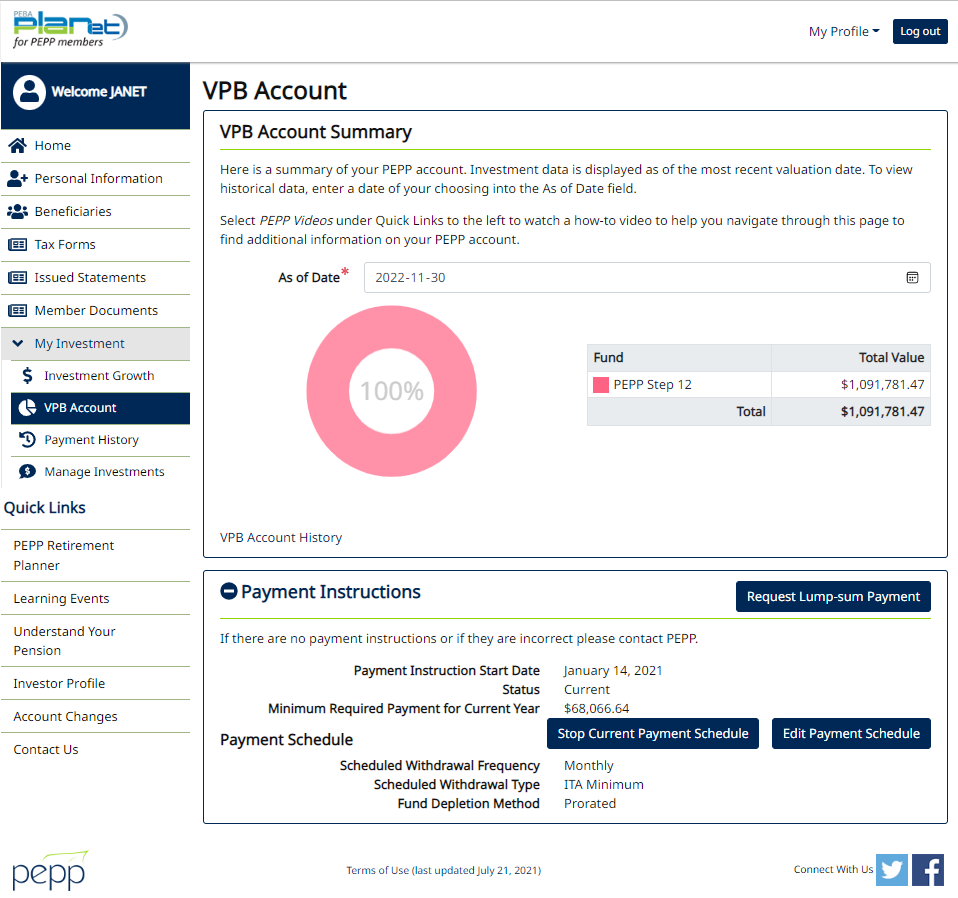 PEBA
planet
for PEPP members
My Profile
Log out
Welcome JANET
Home
Personal Information
Beneficiaries
Tax Forms
Issued Statements
Member Documents
My Investment
Investment Growth
VPB Account
Payment History
Manage Investments
Quick Links
PEPP Retirement
Planner
Learning Events
Understand Your
Pension
Investor Profile
Account Changes
Contact Us
VPB Account
VPB Account Summary
Here is a summary of your PEPP account. Investment data is displayed as of the most recent valuation date. To view
historical data, enter a date of your choosing into the As of Date field.
Select PEPP Videos under Quick Links to the left to watch a how-to video to help you navigate through this page to
find additional information on your PEPP account.
As of Date* 2022-11-30
100%
Fund Total Value
PEPP Step 12 $1,091,781.47
Total $1,091,781.47
VPB Account History
Payment Instructions
Request Lump-sum Payment
If there are no payment instructions or if they are incorrect please contact PEPP.
Payment Instruction Start Date January 14, 2021
Status Current
Minimum Required Payment for Current Year $68,066.64
Payment Schedule Stop Current Payment Schedule Edit Payment Schedule
Scheduled Withdrawal Frequency Monthly
Scheduled Withdrawal Type ITA Minimum
Fund Depletion Method Prorated
pepp
Terms of Use (last updated July 21, 2021)
Connect With Us